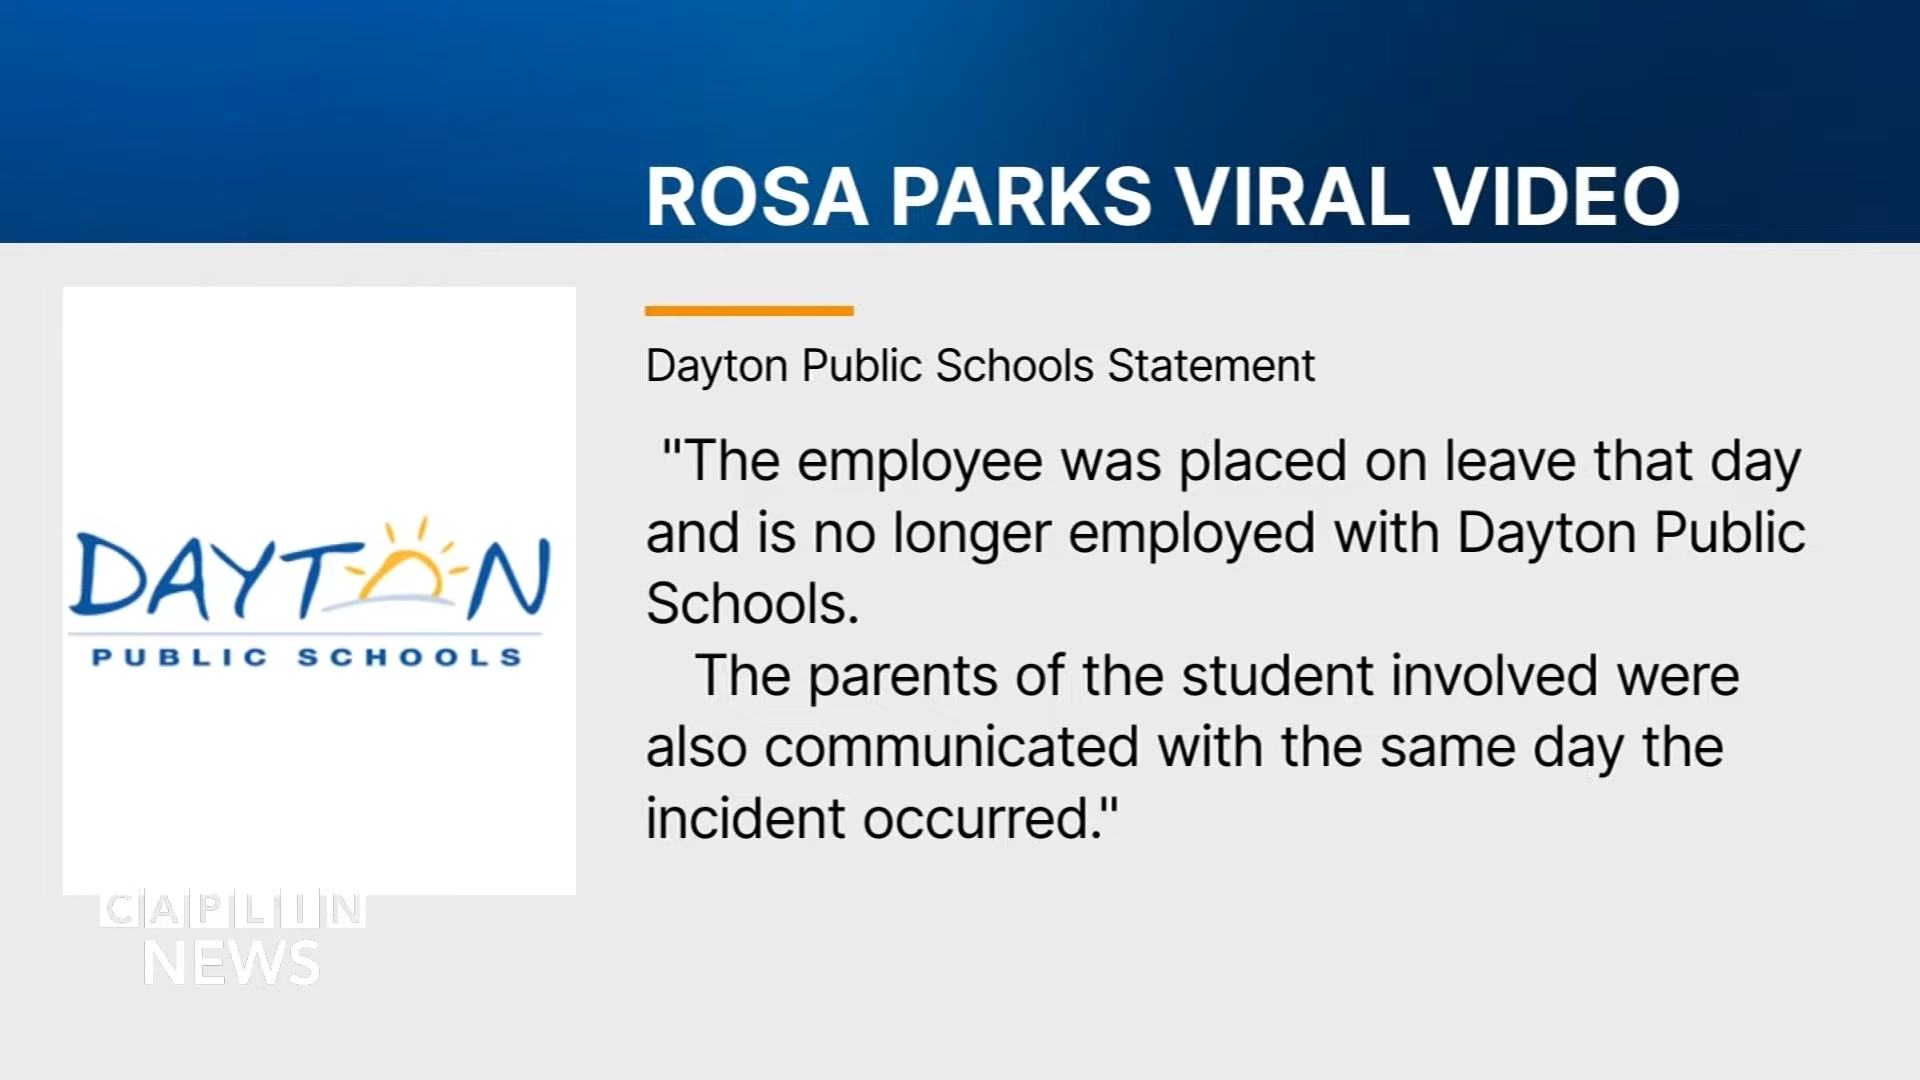 ROSA PARKS VIRAL VIDEO
Dayton Public Schools Statement
"The employee was placed on leave that day
and is no longer employed with Dayton Public
Schools.
The parents of the student involved were
also communicated with the same day the
incident occurred."
DAYTON
PUBLIC SCHOOLS
CAPLIN
NEWS